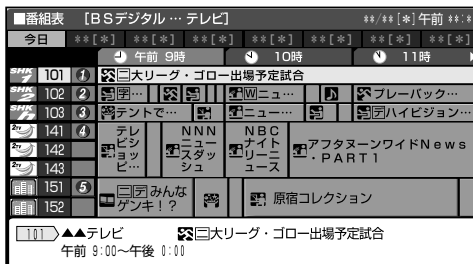 ■番組表 [BSデジタル … テレビ] **/**[*]午前 **:*
今日 **[*] **[*] **[*] **[*] **[*] **[*]
午前 9時 10時 11時
101 ① 二大リーグ・ゴロー出場予定試合
102 ② 字… W ニュ… プレーバック…
103 ③ テントで… ニュー… デハイビジョン…
141 ④ テレビショッピ… NNNニュースダッシュ NBCナイトリーニュース アフタヌーンワイドNews・PART1
142
143
151 ⑤ 二デみんなゲンキ!? 原宿コレクション
152
101 ▲▲テレビ 二大リーグ・ゴロー出場予定試合
午前 9:00~午後 0:00